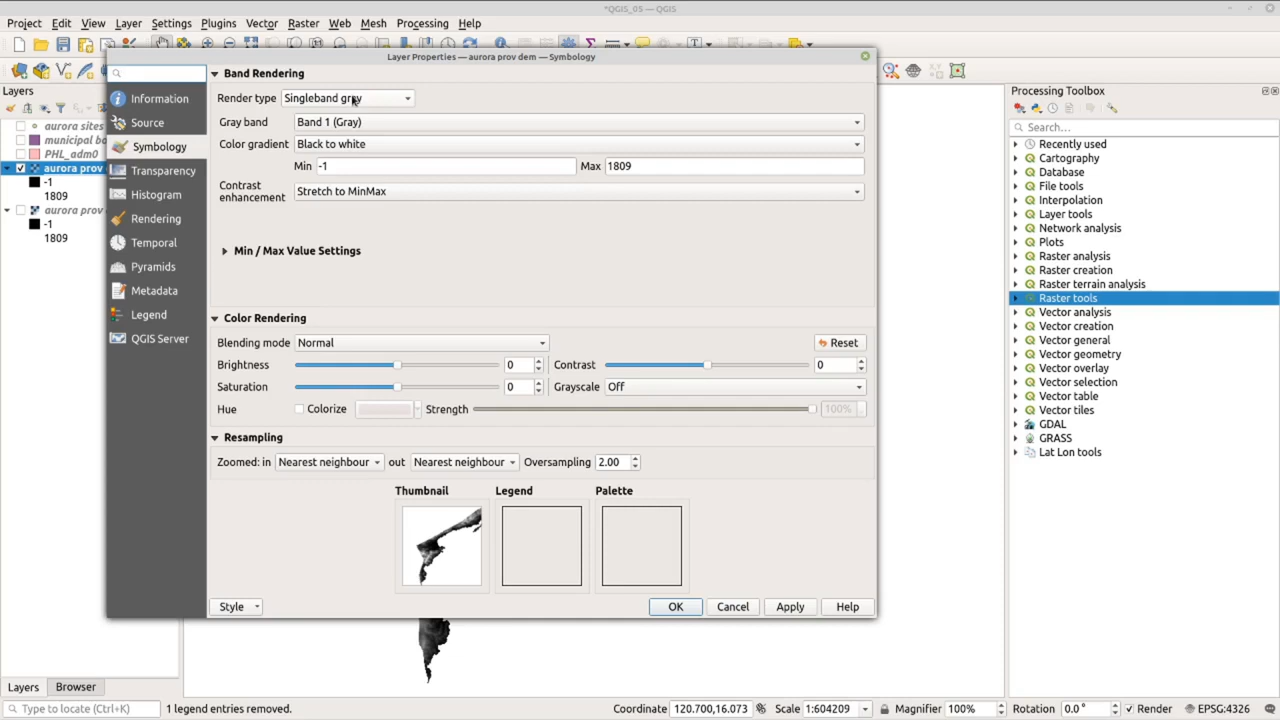 *QGIS_05 — QGIS
Project Edit View Layer Settings Plugins Vector Raster Web Mesh Processing Help
Layer Properties — aurora prov dem — Symbology
Layers
aurora sites
municipal bo
PHL_adm0
aurora prov
-1
1809
aurora prov
-1
1809
Information
Source
Symbology
Transparency
Histogram
Rendering
Temporal
Pyramids
Metadata
Legend
QGIS Server
Band Rendering
Render type Singleband gray
Gray band Band 1 (Gray)
Color gradient Black to white
Min -1 Max 1809
Contrast enhancement Stretch to MinMax
Min / Max Value Settings
Color Rendering
Blending mode Normal Reset
Brightness 0 Contrast 0
Saturation 0 Grayscale Off
Hue Colorize Strength 100%
Resampling
Zoomed: in Nearest neighbour out Nearest neighbour Oversampling 2.00
Thumbnail Legend Palette
Style OK Cancel Apply Help
Processing Toolbox
Search...
Recently used
Cartography
Database
File tools
Interpolation
Layer tools
Network analysis
Plots
Raster analysis
Raster creation
Raster terrain analysis
Raster tools
Vector analysis
Vector creation
Vector general
Vector geometry
Vector overlay
Vector selection
Vector table
Vector tiles
GDAL
GRASS
Lat Lon tools
Layers Browser
Type to locate (Ctrl+K) 1 legend entries removed. Coordinate 120.700,16.073 Scale 1:604209 Magnifier 100% Rotation 0.0 ° Render EPSG:4326